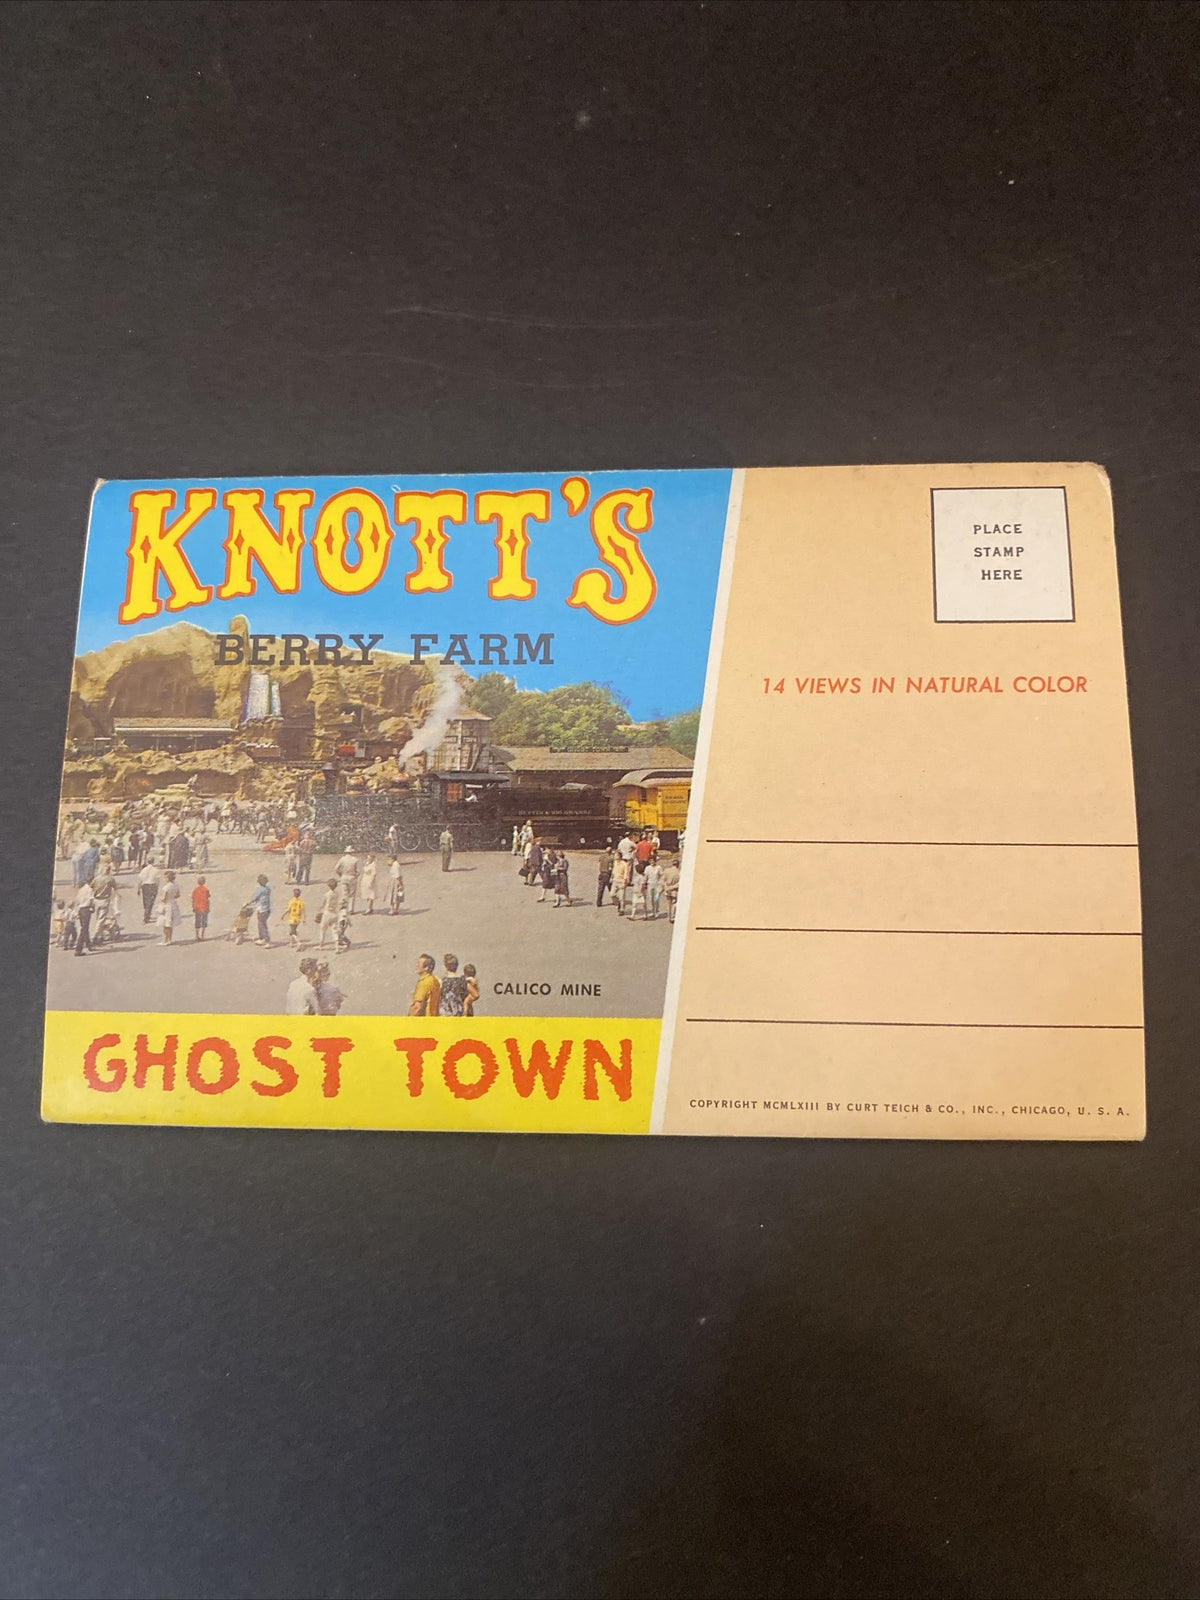 KNOTT'S
BERRY FARM
CALICO MINE
GHOST TOWN
PLACE
STAMP
HERE
14 VIEWS IN NATURAL COLOR
COPYRIGHT MCMLXIII BY CURT TEICH & CO., INC., CHICAGO, U. S. A.